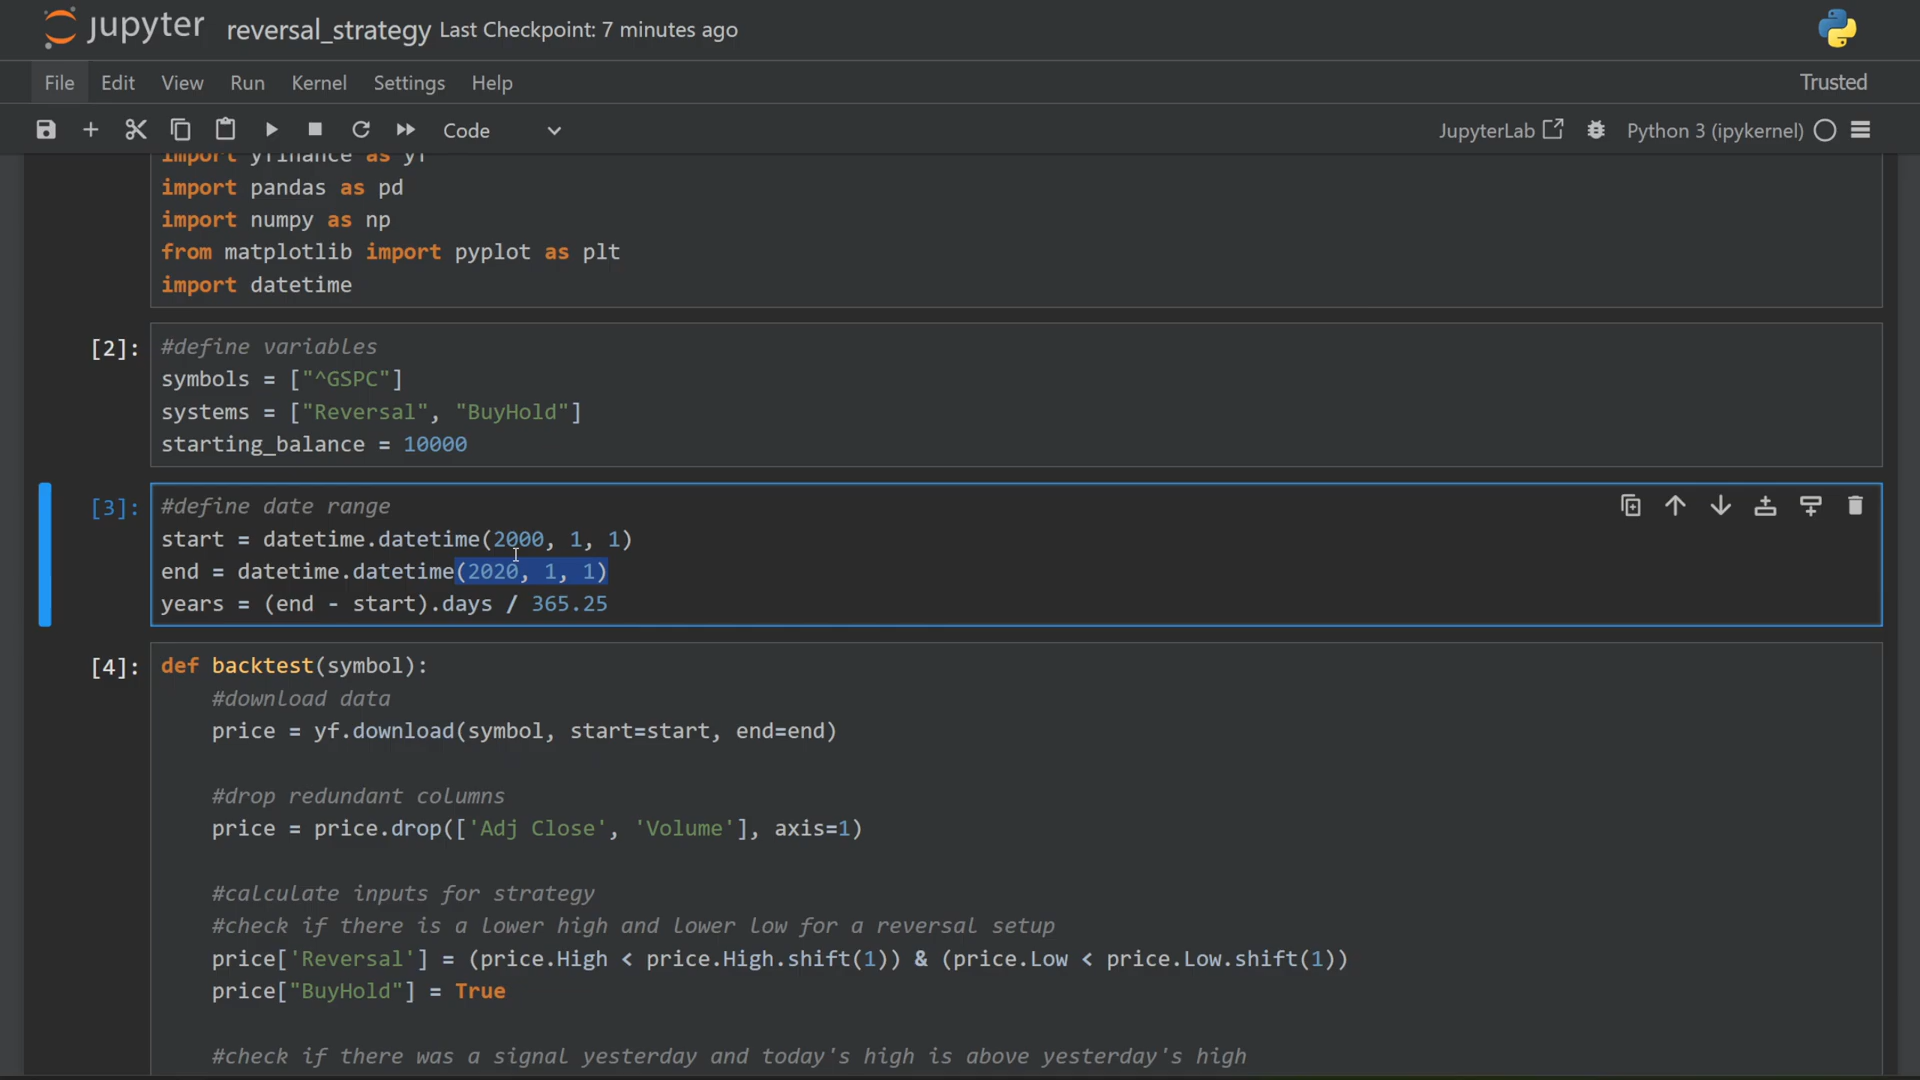 jupyter reversal_strategy Last Checkpoint: 7 minutes ago
File Edit View Run Kernel Settings Help Trusted
Code JupyterLab Python 3 (ipykernel)
import yfinance as yf
import pandas as pd
import numpy as np
from matplotlib import pyplot as plt
import datetime
[2]: #define variables
symbols = ["^GSPC"]
systems = ["Reversal", "BuyHold"]
starting_balance = 10000
[3]: #define date range
start = datetime.datetime(2000, 1, 1)
end = datetime.datetime(2020, 1, 1)
years = (end - start).days / 365.25
[4]: def backtest(symbol):
#download data
price = yf.download(symbol, start=start, end=end)
#drop redundant columns
price = price.drop(['Adj Close', 'Volume'], axis=1)
#calculate inputs for strategy
#check if there is a lower high and lower low for a reversal setup
price['Reversal'] = (price.High < price.High.shift(1)) & (price.Low < price.Low.shift(1))
price["BuyHold"] = True
#check if there was a signal yesterday and today's high is above yesterday's high